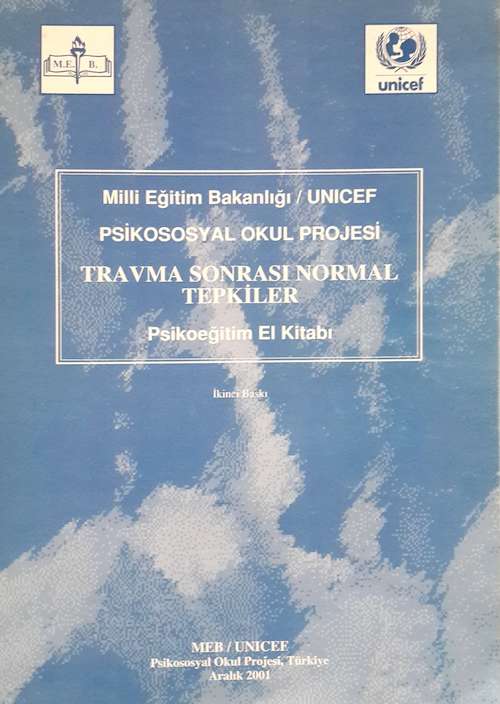 M.E. B.
unicef
Milli Eğitim Bakanlığı / UNICEF
PSİKOSOSYAL OKUL PROJESİ
TRAVMA SONRASI NORMAL
TEPKİLER
Psikoeğitim El Kitabı
İkinci Baskı
MEB / UNICEF
Psikososyal Okul Projesi, Türkiye
Aralık 2001